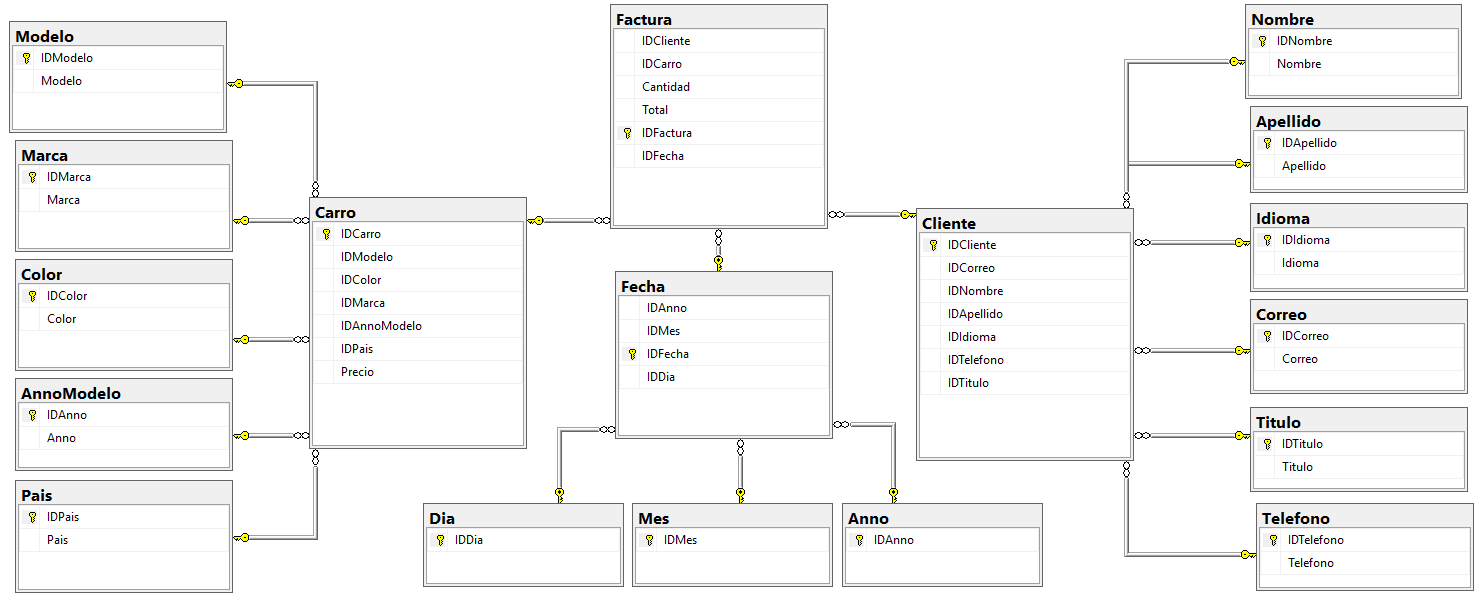 Modelo
IDModelo
Modelo
Marca
IDMarca
Marca
Color
IDColor
Color
AnnoModelo
IDAnno
Anno
Pais
IDPais
Pais
Carro
IDCarro
IDModelo
IDColor
IDMarca
IDAnnoModelo
IDPais
Precio
Factura
IDCliente
IDCarro
Cantidad
Total
IDFactura
IDFecha
Fecha
IDAnno
IDMes
IDFecha
IDDia
Dia
IDDia
Mes
IDMes
Anno
IDAnno
Cliente
IDCliente
IDCorreo
IDNombre
IDApellido
IDIdioma
IDTelefono
IDTitulo
Nombre
IDNombre
Nombre
Apellido
IDApellido
Apellido
Idioma
IDIdioma
Idioma
Correo
IDCorreo
Correo
Titulo
IDTitulo
Titulo
Telefono
IDTelefono
Telefono